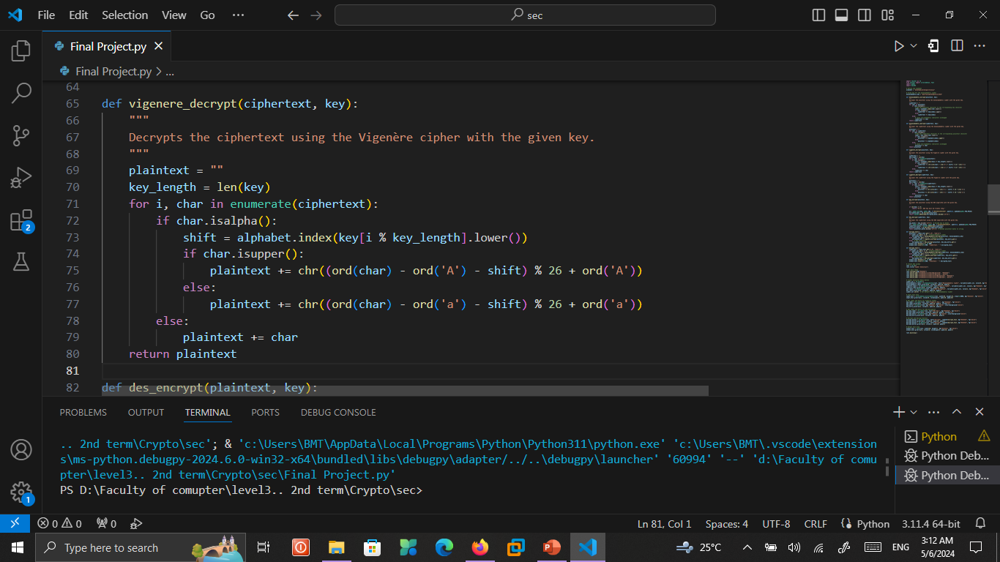 File Edit Selection View Go ··· sec
Final Project.py
Final Project.py > ...
64
65 def vigenere_decrypt(ciphertext, key):
66 """
67 Decrypts the ciphertext using the Vigenère cipher with the given key.
68 """
69 plaintext = ""
70 key_length = len(key)
71 for i, char in enumerate(ciphertext):
72 if char.isalpha():
73 shift = alphabet.index(key[i % key_length].lower())
74 if char.isupper():
75 plaintext += chr((ord(char) - ord('A') - shift) % 26 + ord('A'))
76 else:
77 plaintext += chr((ord(char) - ord('a') - shift) % 26 + ord('a'))
78 else:
79 plaintext += char
80 return plaintext
81
82 def des_encrypt(plaintext, key):
PROBLEMS OUTPUT TERMINAL PORTS DEBUG CONSOLE
.. 2nd term\Crypto\sec'; & 'c:\Users\BMT\AppData\Local\Programs\Python\Python311\python.exe' 'c:\Users\BMT\.vscode\extension
s\ms-python.debugpy-2024.6.0-win32-x64\bundled\libs\debugpy\adapter/../..\debugpy\launcher' '60994' '--' 'd:\Faculty of comu
pter\level3.. 2nd term\Crypto\sec\Final Project.py'
PS D:\Faculty of comupter\level3.. 2nd term\Crypto\sec>
Python
Python Deb...
Python Deb...
2
1
0 0 0 Ln 81, Col 1 Spaces: 4 UTF-8 CRLF Python 3.11.4 64-bit
Type here to search 25°C ENG 3:12 AM
5/6/2024